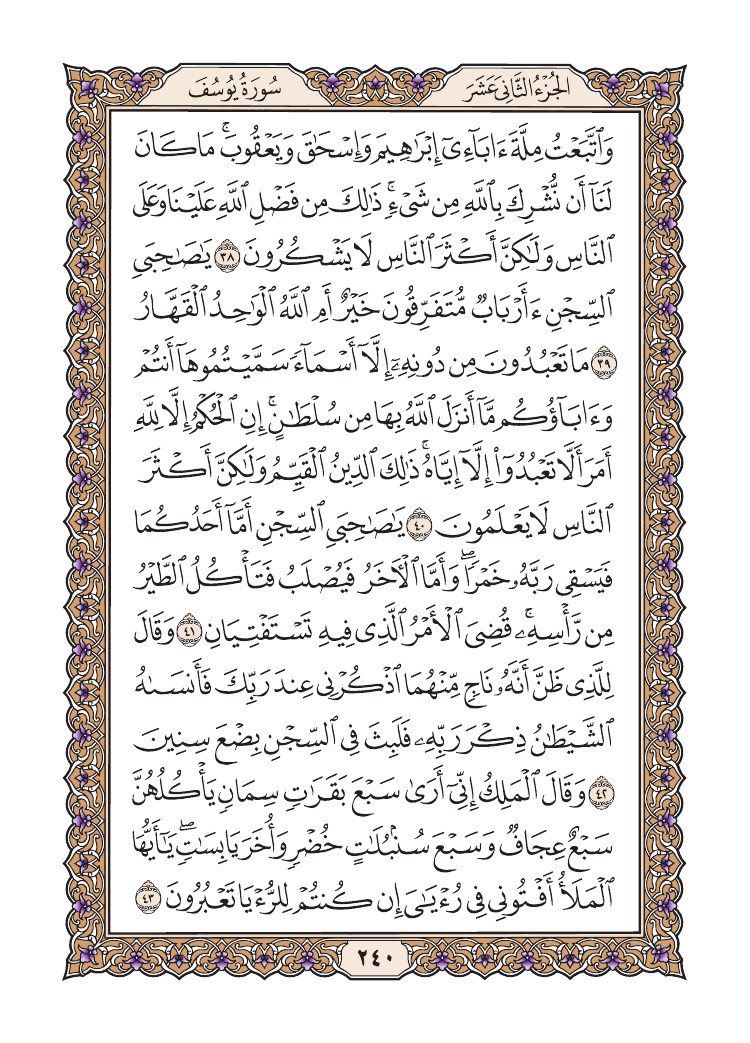 الجُزْءُ الثَّانِيَ عَشَرَ
سُورَةُ يُوسُفَ
وَٱتَّبَعۡتُ مِلَّةَ ءَابَآءِيٓ إِبۡرَٰهِيمَ وَإِسۡحَٰقَ وَيَعۡقُوبَۚ مَا كَانَ
لَنَآ أَن نُّشۡرِكَ بِٱللَّهِ مِن شَيۡءٖۚ ذَٰلِكَ مِن فَضۡلِ ٱللَّهِ عَلَيۡنَا وَعَلَى
ٱلنَّاسِ وَلَٰكِنَّ أَكۡثَرَ ٱلنَّاسِ لَا يَشۡكُرُونَ ٣٨ يَٰصَٰحِبَيِ
ٱلسِّجۡنِ ءَأَرۡبَابٞ مُّتَفَرِّقُونَ خَيۡرٌ أَمِ ٱللَّهُ ٱلۡوَٰحِدُ ٱلۡقَهَّارُ
٣٩ مَا تَعۡبُدُونَ مِن دُونِهِۦٓ إِلَّآ أَسۡمَآءٗ سَمَّيۡتُمُوهَآ أَنتُمۡ
وَءَابَآؤُكُم مَّآ أَنزَلَ ٱللَّهُ بِهَا مِن سُلۡطَٰنٍۚ إِنِ ٱلۡحُكۡمُ إِلَّا لِلَّهِ
أَمَرَ أَلَّا تَعۡبُدُوٓاْ إِلَّآ إِيَّاهُۚ ذَٰلِكَ ٱلدِّينُ ٱلۡقَيِّمُ وَلَٰكِنَّ أَكۡثَرَ
ٱلنَّاسِ لَا يَعۡلَمُونَ ٤٠ يَٰصَٰحِبَيِ ٱلسِّجۡنِ أَمَّآ أَحَدُكُمَا
فَيَسۡقِي رَبَّهُۥ خَمۡرٗاۖ وَأَمَّا ٱلۡأٓخَرُ فَيُصۡلَبُ فَتَأۡكُلُ ٱلطَّيۡرُ
مِن رَّأۡسِهِۦۚ قُضِيَ ٱلۡأَمۡرُ ٱلَّذِي فِيهِ تَسۡتَفۡتِيَانِ ٤١ وَقَالَ
لِلَّذِي ظَنَّ أَنَّهُۥ نَاجٖ مِّنۡهُمَا ٱذۡكُرۡنِي عِندَ رَبِّكَ فَأَنسَىٰهُ
ٱلشَّيۡطَٰنُ ذِكۡرَ رَبِّهِۦ فَلَبِثَ فِي ٱلسِّجۡنِ بِضۡعَ سِنِينَ
٤٢ وَقَالَ ٱلۡمَلِكُ إِنِّيٓ أَرَىٰ سَبۡعَ بَقَرَٰتٖ سِمَانٖ يَأۡكُلُهُنَّ
سَبۡعٌ عِجَافٞ وَسَبۡعَ سُنۢبُلَٰتٍ خُضۡرٖ وَأُخَرَ يَابِسَٰتٖۖ يَٰٓأَيُّهَا
ٱلۡمَلَأُ أَفۡتُونِي فِي رُءۡيَٰيَ إِن كُنتُمۡ لِلرُّءۡيَا تَعۡبُرُونَ ٤٣
٢٤٠